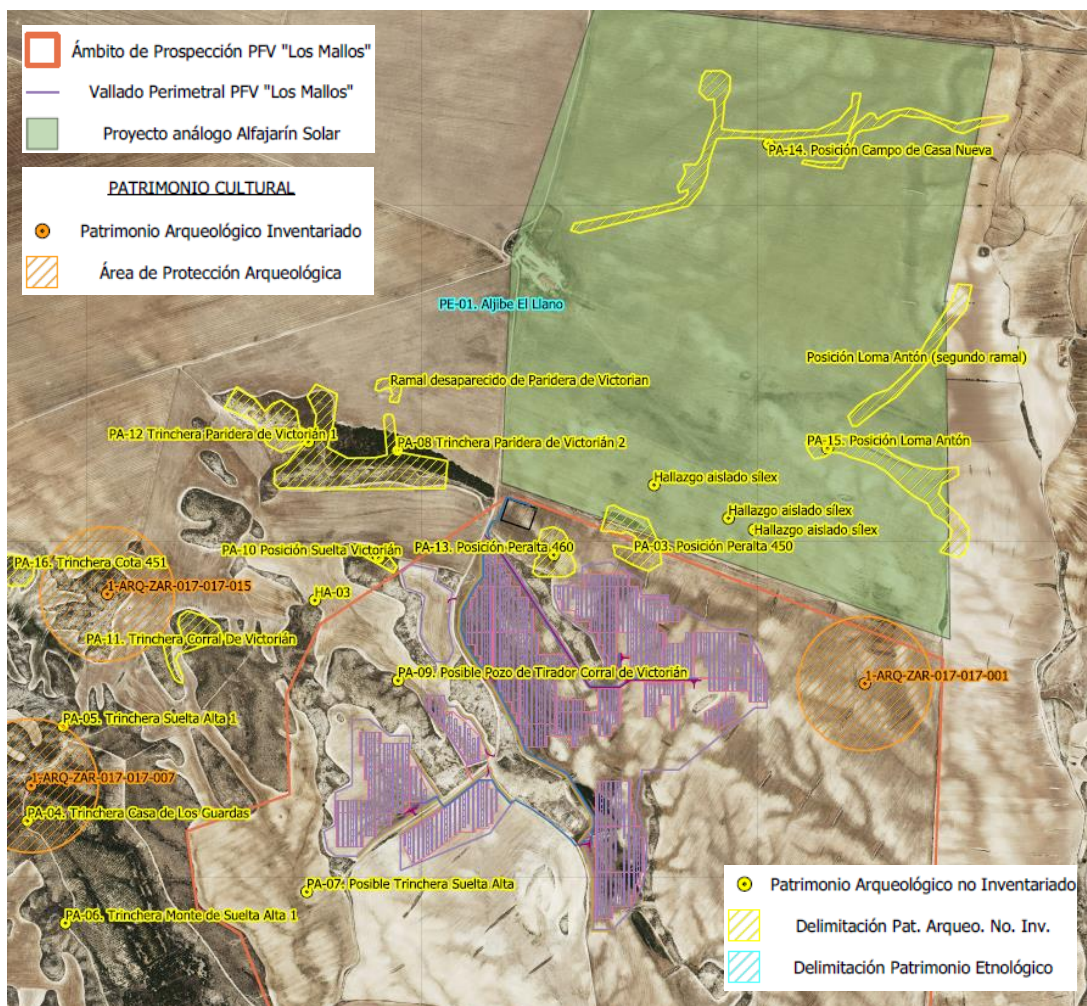 Ámbito de Prospección PFV "Los Mallos"
Vallado Perimetral PFV "Los Mallos"
Proyecto análogo Alfajarín Solar
PATRIMONIO CULTURAL
Patrimonio Arqueológico Inventariado
Área de Protección Arqueológica
PA-14. Posición Campo de Casa Nueva
PE-01. Aljibe El Llano
Posición Loma Antón (segundo ramal)
Ramal desaparecido de Paridera de Victorian
PA-12 Trinchera Paridera de Victorián 1
PA-08 Trinchera Paridera de Victorián 2
PA-15. Posición Loma Antón
Hallazgo aislado sílex
Hallazgo aislado sílex
Hallazgo aislado sílex
PA-10 Posición Suelta Victorián
PA-13. Posición Peralta 460
PA-03. Posición Peralta 450
PA-16. Trinchera Cota 451
1-ARQ-ZAR-017-017-015
HA-03
PA-11. Trinchera Corral De Victorián
PA-09. Posible Pozo de Tirador Corral de Victorián
1-ARQ-ZAR-017-017-001
PA-05. Trinchera Suelta Alta 1
1-ARQ-ZAR-017-017-007
PA-04. Trinchera Casa de Los Guardas
PA-07. Posible Trinchera Suelta Alta
PA-06. Trinchera Monte de Suelta Alta 1
Patrimonio Arqueológico no Inventariado
Delimitación Pat. Arqueo. No. Inv.
Delimitación Patrimonio Etnológico